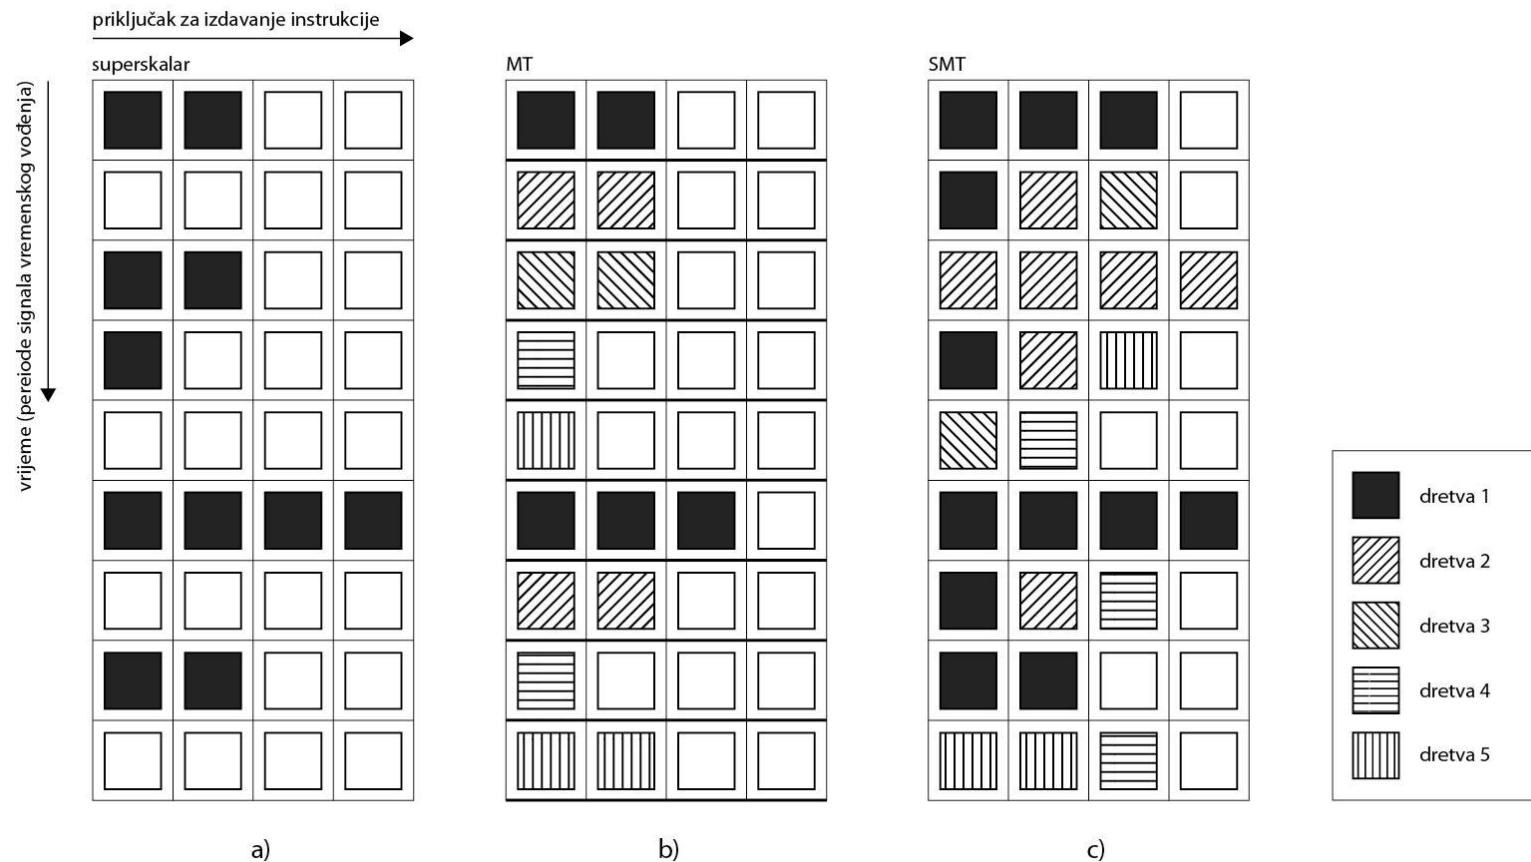 priključak za izdavanje instrukcije
vrijeme (pereiode signala vremenskog vođenja)
superskalar
MT
SMT
dretva 1
dretva 2
dretva 3
dretva 4
dretva 5
a)
b)
c)